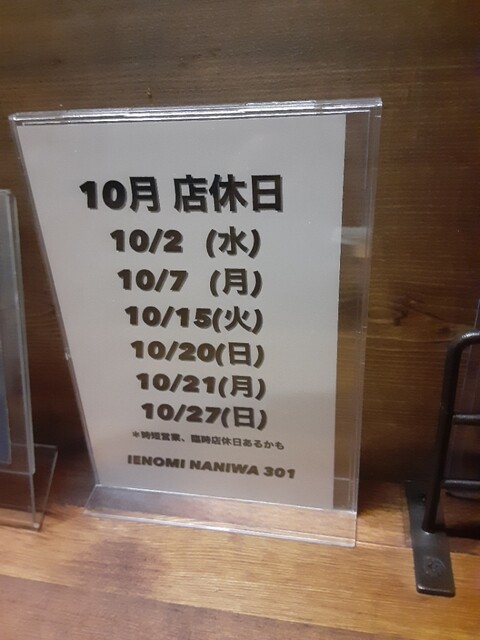 10月 店休日
10/2 (水)
10/7 (月)
10/15(火)
10/20(日)
10/21(月)
10/27(日)
＊時短営業、臨時店休日あるかも
IENOMI NANIWA 301